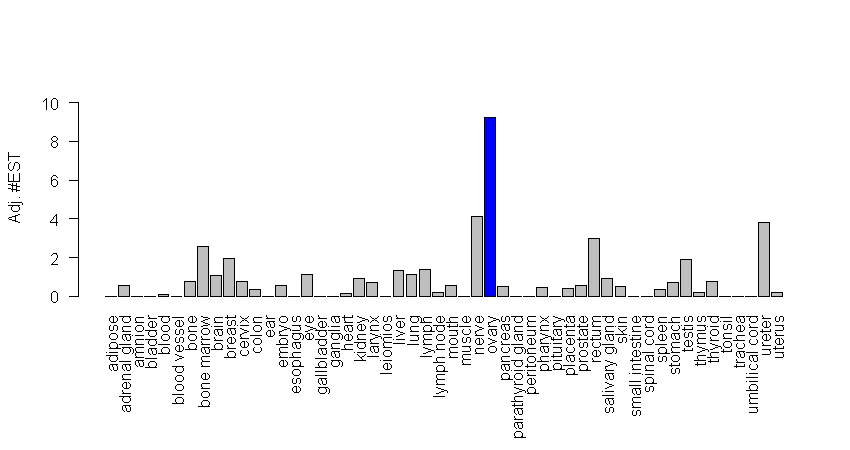 Adj. #EST
10
8
6
4
2
0
adipose
adrenal gland
amnion
bladder
blood
blood vessel
bone
bone marrow
brain
breast
cervix
colon
ear
embryo
esophagus
eye
gallbladder
ganglia
heart
kidney
larynx
leiomios
liver
lung
lymph
lymph node
mouth
muscle
nerve
ovary
pancreas
parathyroid gland
peritoneum
pharynx
pituitary
placenta
prostate
rectum
salivary gland
skin
small intestine
spinal cord
spleen
stomach
testis
thymus
thyroid
tonsil
trachea
umbilical cord
ureter
uterus